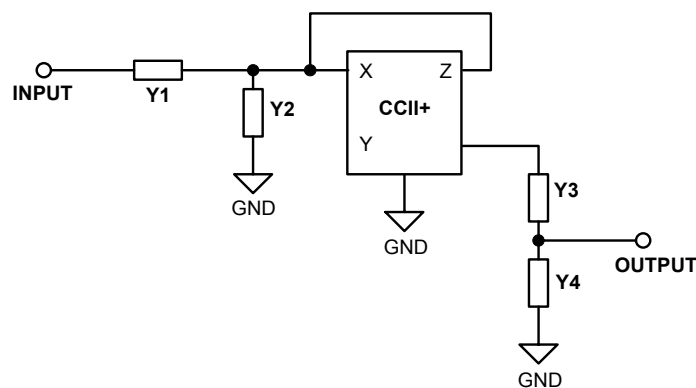 INPUT
Y1
Y2
GND
X
Z
CCII+
Y
GND
Y3
OUTPUT
Y4
GND